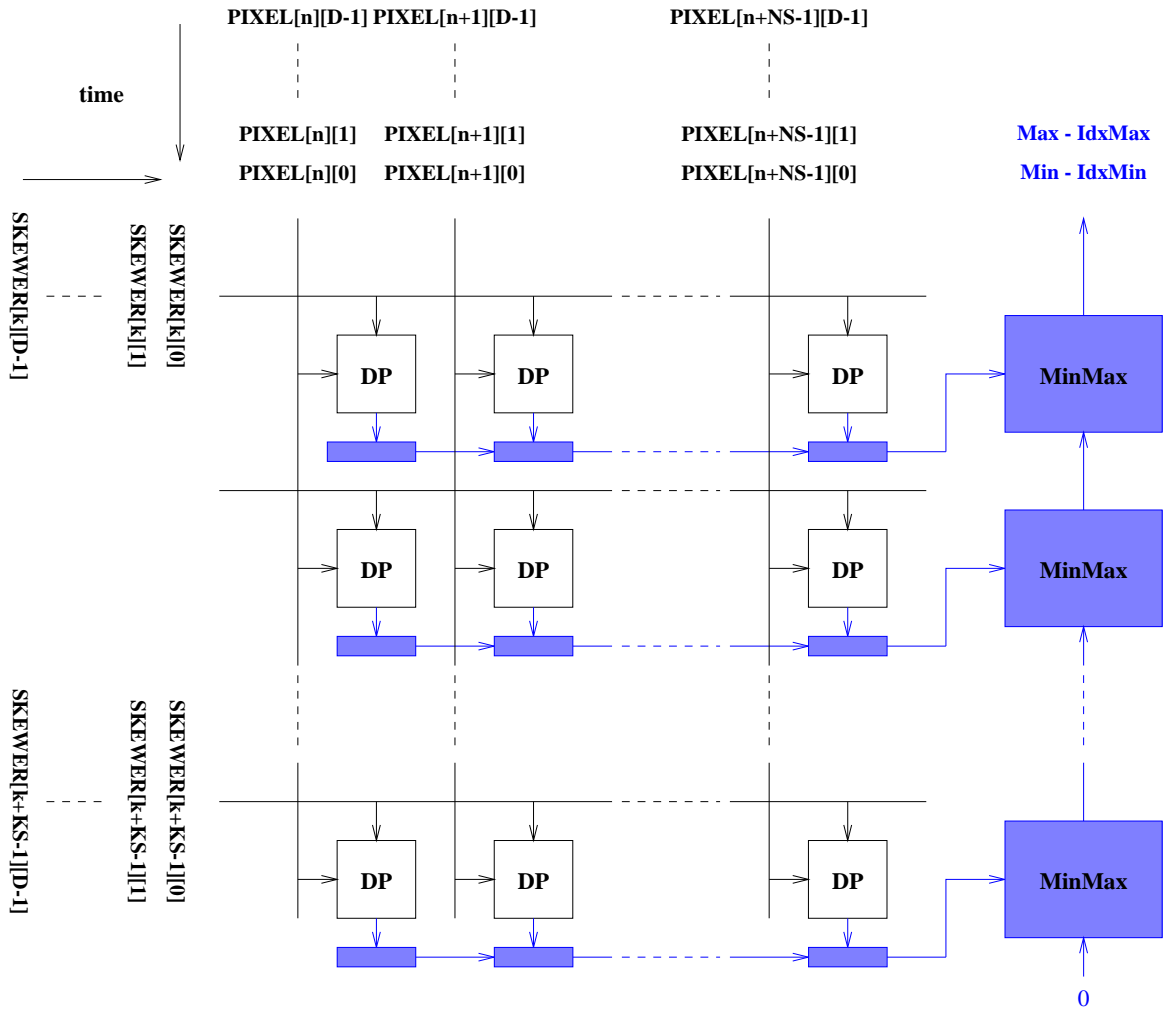 PIXEL[n][D-1] PIXEL[n+1][D-1] PIXEL[n+NS-1][D-1]
time
PIXEL[n][1] PIXEL[n+1][1] PIXEL[n+NS-1][1] Max - IdxMax
PIXEL[n][0] PIXEL[n+1][0] PIXEL[n+NS-1][0] Min - IdxMin
SKEWER[k][D-1]
SKEWER[k][1]
SKEWER[k][0]
DP DP DP MinMax
DP DP DP MinMax
SKEWER[k+KS-1][D-1]
SKEWER[k+KS-1][1]
SKEWER[k+KS-1][0]
DP DP DP MinMax
0